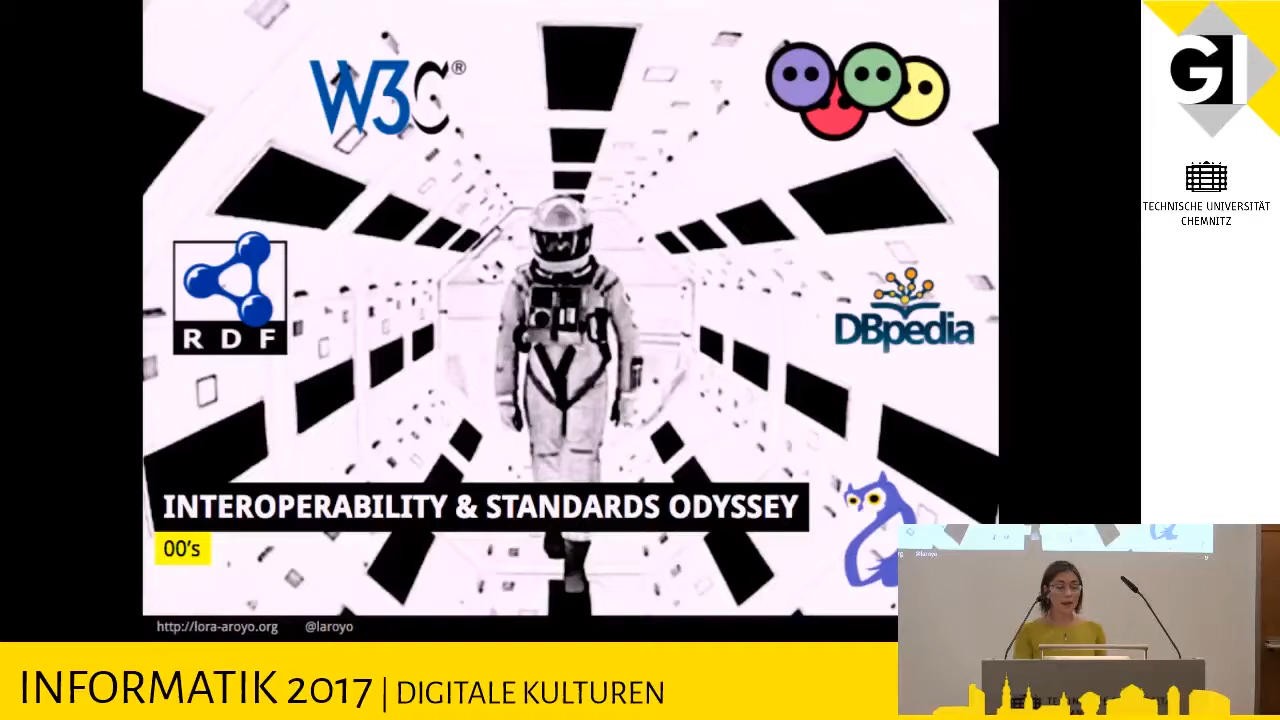 W3C®
RDF
DBpedia
INTEROPERABILITY & STANDARDS ODYSSEY
00's
http://lora-aroyo.org @laroyo
GI
TECHNISCHE UNIVERSITÄT
CHEMNITZ
@laroyo
INFORMATIK 2017 | DIGITALE KULTUREN